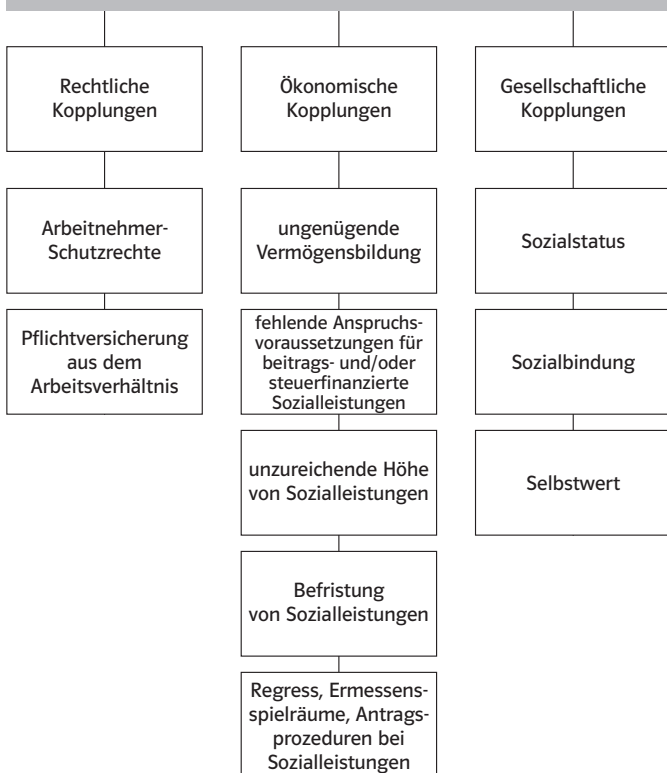 Rechtliche
Kopplungen
Arbeitnehmer-
Schutzrechte
Pflichtversicherung
aus dem
Arbeitsverhältnis
Ökonomische
Kopplungen
ungenügende
Vermögensbildung
fehlende Anspruchs-
voraussetzungen für
beitrags- und/oder
steuerfinanzierte
Sozialleistungen
unzureichende Höhe
von Sozialleistungen
Befristung
von Sozialleistungen
Regress, Ermessens-
spielräume, Antrags-
prozeduren bei
Sozialleistungen
Gesellschaftliche
Kopplungen
Sozialstatus
Sozialbindung
Selbstwert